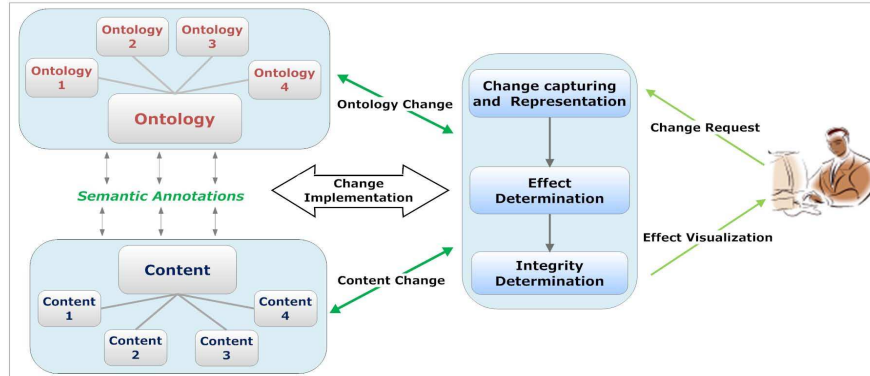 Ontology
2
Ontology
3
Ontology
1
Ontology
4
Ontology
Semantic Annotations
Content
Content
1
Content
2
Content
3
Content
4
Ontology Change
Change
Implementation
Content Change
Change capturing
and Representation
Effect
Determination
Integrity
Determination
Change Request
Effect Visualization